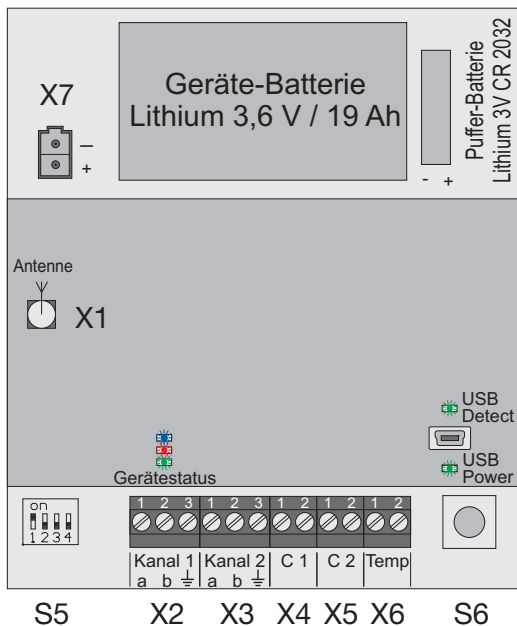 X7
–
+
Geräte-Batterie
Lithium 3,6 V / 19 Ah
- +
Puffer-Batterie
Lithium 3V CR 2032
Antenne
X1
Gerätestatus
USB
Detect
USB
Power
on
1 2 3 4
1 2 3 1 2 3 1 2 1 2 1 2
Kanal 1 Kanal 2 C 1 C 2 Temp
a b a b
S5 X2 X3 X4 X5 X6 S6